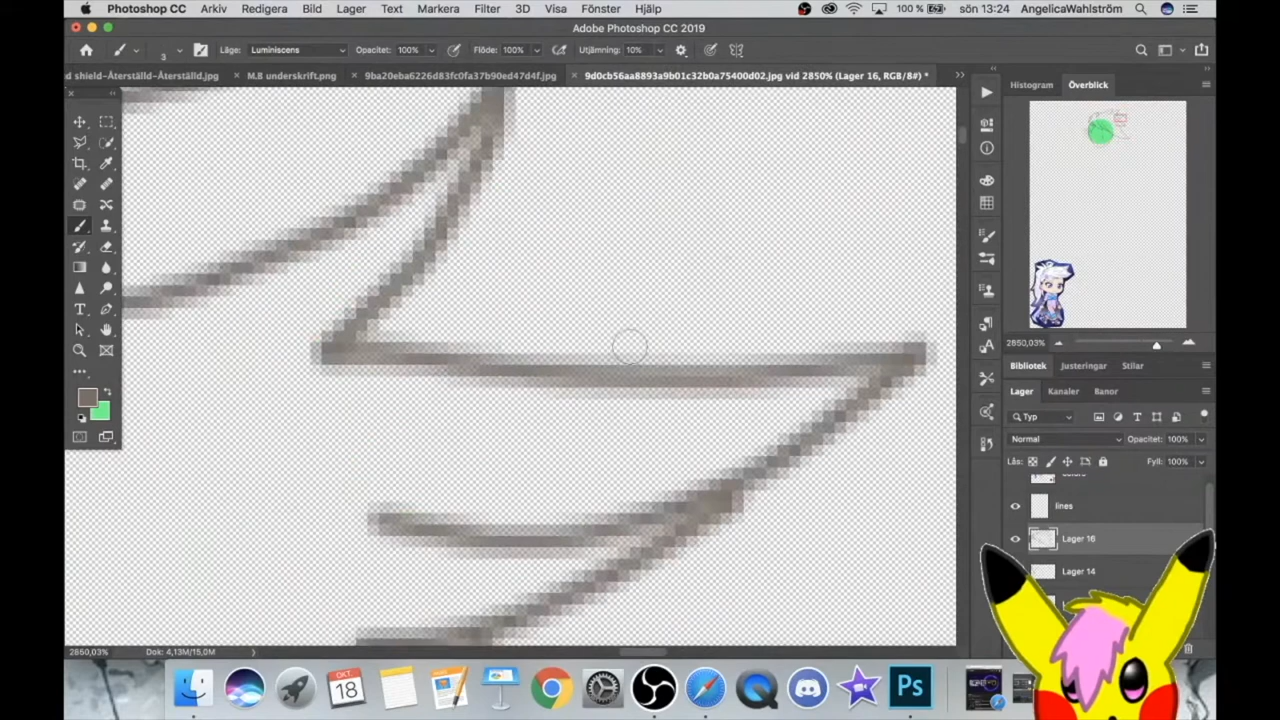 Photoshop CC Arkiv Redigera Bild Lager Text Markera Filter 3D Visa Fönster Hjälp 100 % sön 13:24 AngelicaWahlström
Adobe Photoshop CC 2019
3 Läge: Luminiscens Opacitet: 100% Flöde: 100% Utjämning: 10%
d shield-Återställd-Återställd.jpg × M.B underskrift.png × 9ba20eba6226d83fc0fa37b90ed47d4f.jpg × 9d0cb56aa8893a9b01c32b0a75400d02.jpg vid 2850% (Lager 16, RGB/8#) * >>
Histogram Överblick
2850,03%
Bibliotek Justeringar Stilar
Lager Kanaler Banor
Typ
Normal Opacitet: 100%
Lås: Fyll: 100%
lines
Lager 16
Lager 14
2850,03% Dok: 4,13M/15,0M
OKT.
18
Ps